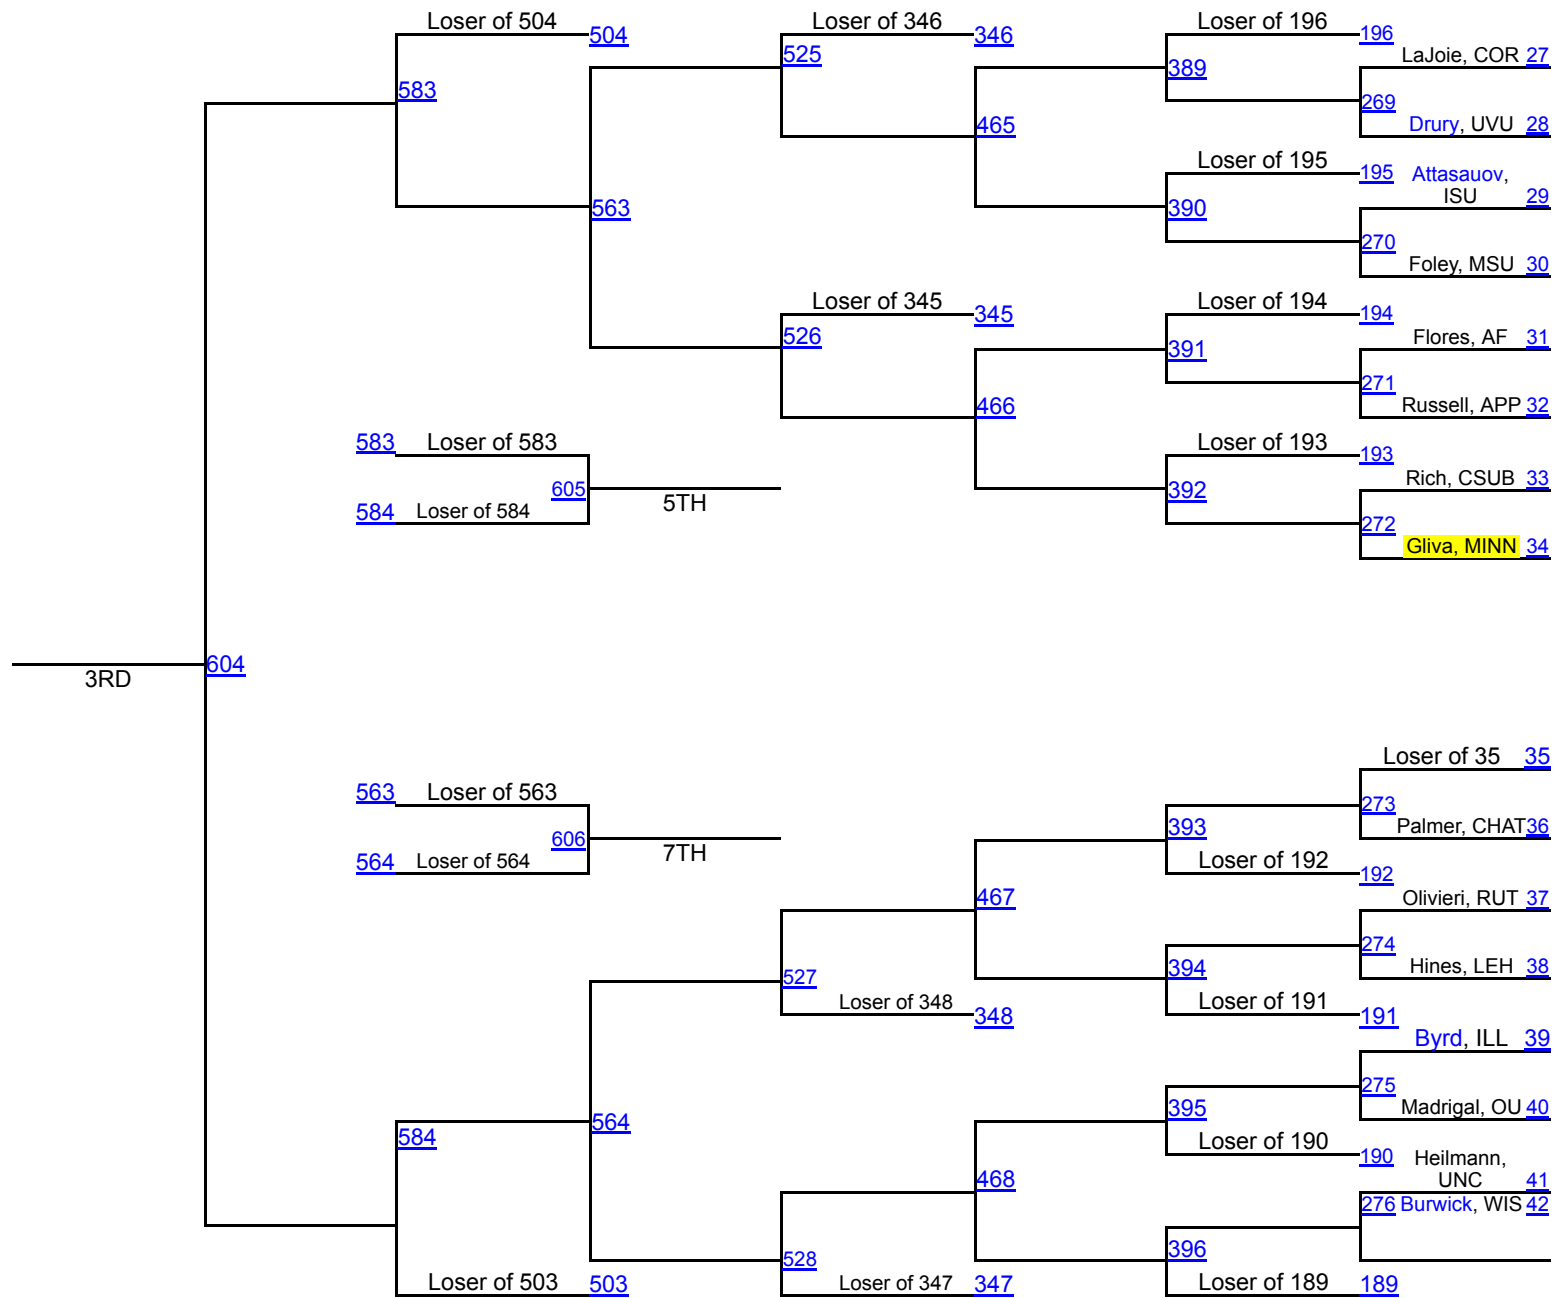 Loser of 504 504 Loser of 346 346 Loser of 196 196
LaJoie, COR 27
525
389
583
269
465
Drury, UVU 28
Loser of 195 195
Attasauov,
ISU 29
563
390
270
Foley, MSU 30
Loser of 345 345 Loser of 194 194
526
Flores, AF 31
391
271
466
Russell, APP 32
583 Loser of 583
Loser of 193 193
Rich, CSUB 33
605
5TH
392
584 Loser of 584
272
Gliva, MINN 34
604
3RD
Loser of 35 35
563 Loser of 563
273
393
Palmer, CHAT 36
606
7TH
564 Loser of 564
Loser of 192 192
467
Olivieri, RUT 37
274
394
Hines, LEH 38
527
Loser of 348 348
Loser of 191 191
Byrd, ILL 39
275
395
Madrigal, OU 40
564
584
Loser of 190 190
Heilmann,
UNC 41
468
276 Burwick, WIS 42
396
528
Loser of 503 503 Loser of 347 347 Loser of 189 189